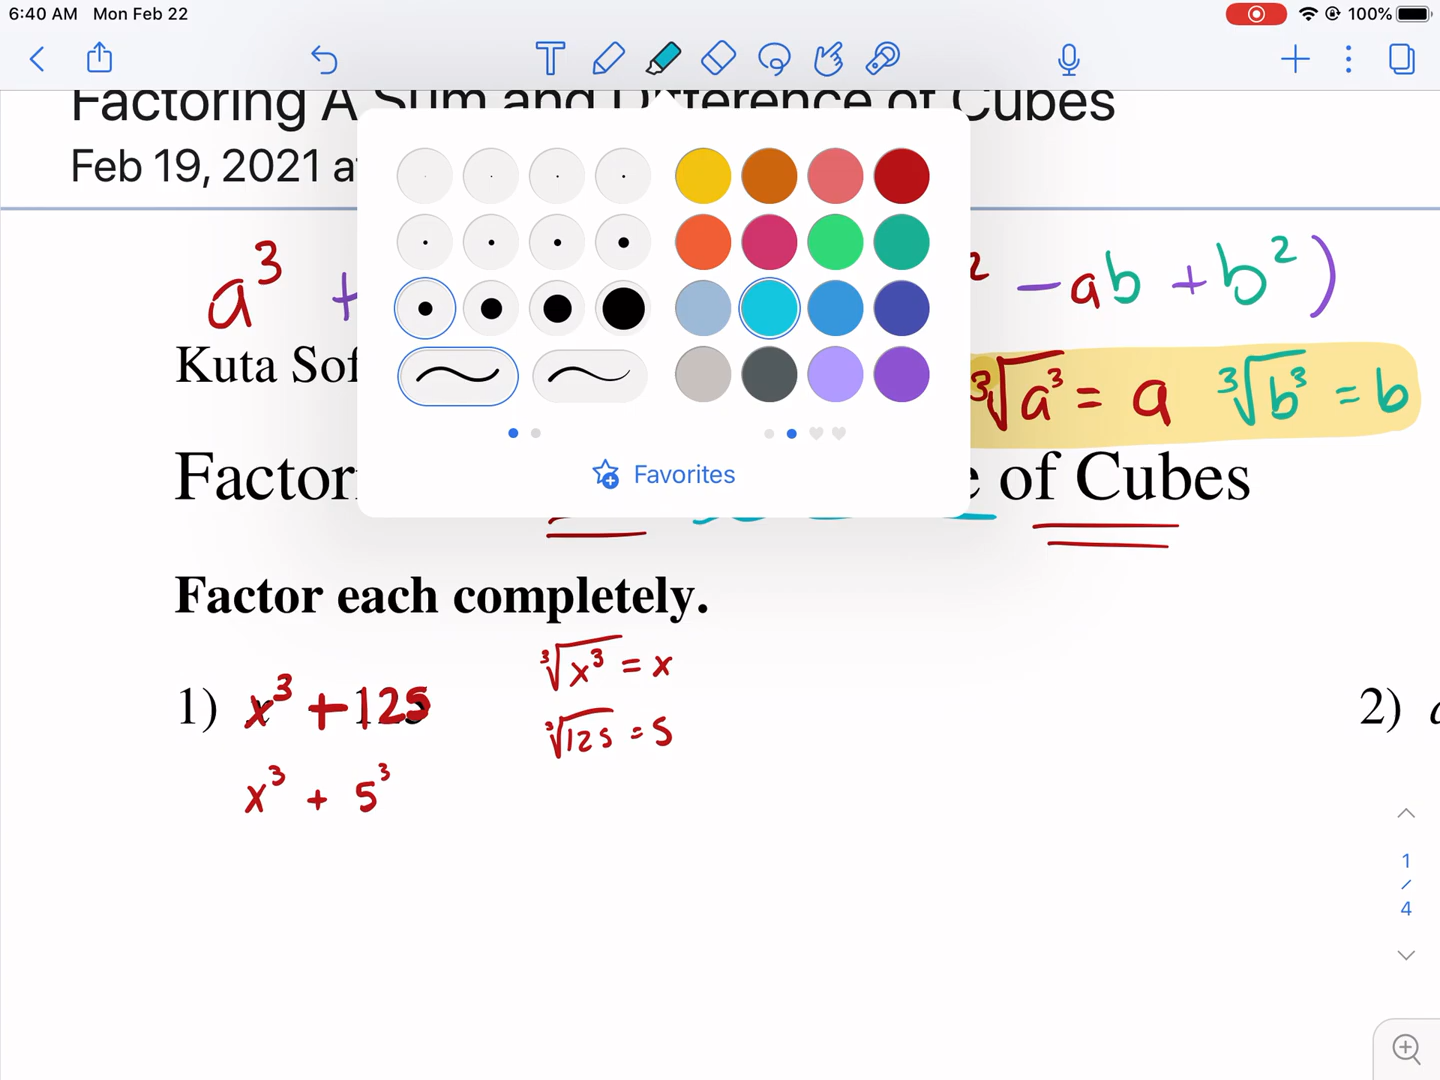 6:40 AM Mon Feb 22
100%
Factoring A Sum and Difference of Cubes
Feb 19, 2021
a³ +
² - ab + b²)
Kuta
∛a³ = a ∛b³ = b
of Cubes
Factor each completely.
∛x³ = x
1) x³ + 125
2)
∛125 = 5
x³ + 5³
1
/
4
Favorites